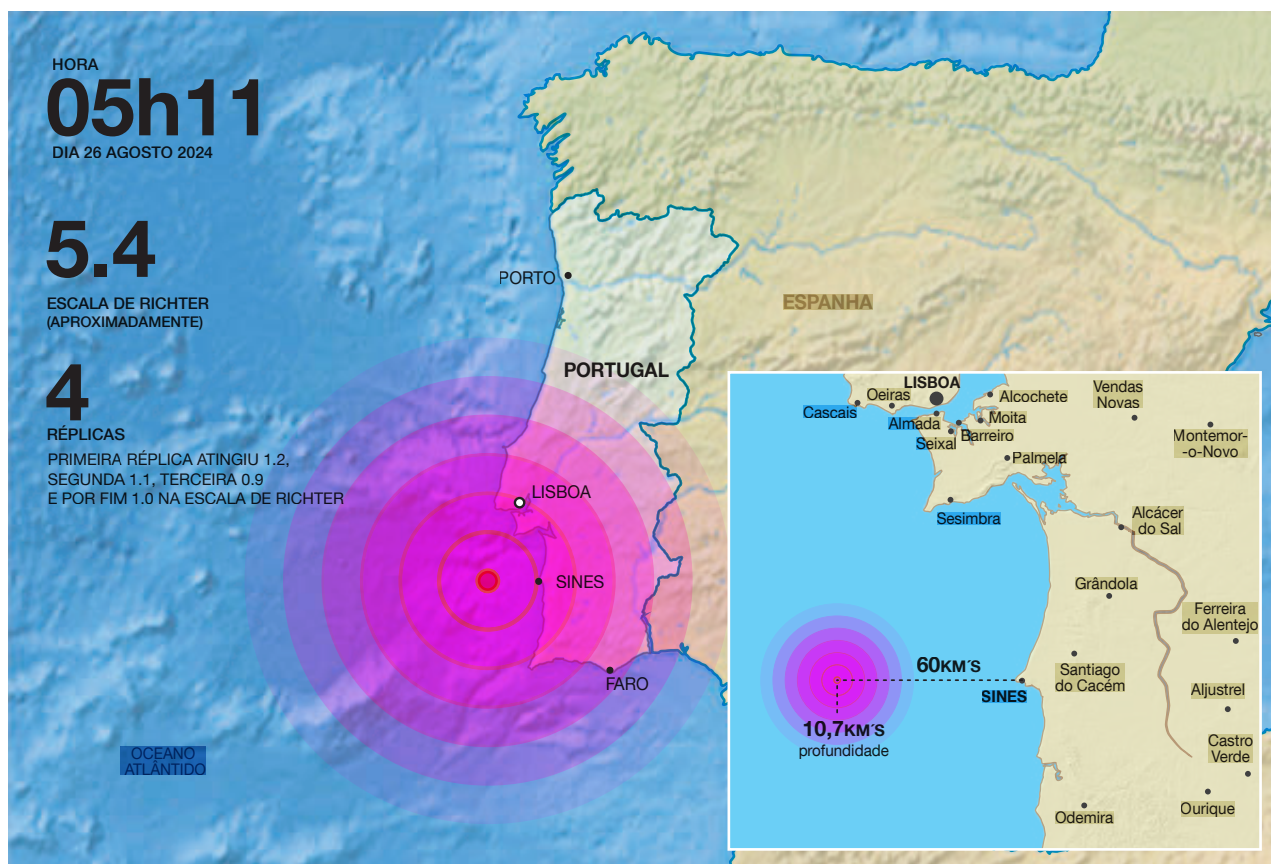 HORA
05h11
DIA 26 AGOSTO 2024
5.4
ESCALA DE RICHTER
(APROXIMADAMENTE)
4
RÉPLICAS
PRIMEIRA RÉPLICA ATINGIU 1.2,
SEGUNDA 1.1, TERCEIRA 0.9
E POR FIM 1.0 NA ESCALA DE RICHTER
OCEANO
ATLÂNTIDO
PORTO
ESPANHA
PORTUGAL
LISBOA
SINES
FARO
LISBOA
Oeiras
Cascais
Alcochete
Almada
Moita
Seixal
Barreiro
Palmela
Vendas
Novas
Montemor-
-o-Novo
Sesimbra
Alcácer
do Sal
Grândola
Ferreira
do Alentejo
60KM´S
SINES
Santiago
do Cacém
Aljustrel
10,7KM´S
profundidade
Castro
Verde
Ourique
Odemira